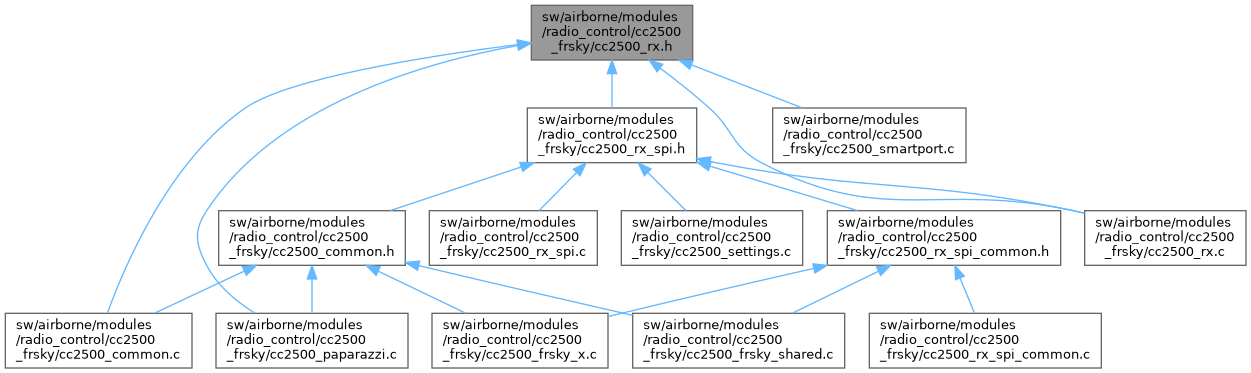 sw/airborne/modules
/radio_control/cc2500
_frsky/cc2500_rx.h
sw/airborne/modules
/radio_control/cc2500
_frsky/cc2500_rx_spi.h
sw/airborne/modules
/radio_control/cc2500
_frsky/cc2500_smartport.c
sw/airborne/modules
/radio_control/cc2500
_frsky/cc2500_common.h
sw/airborne/modules
/radio_control/cc2500
_frsky/cc2500_rx_spi.c
sw/airborne/modules
/radio_control/cc2500
_frsky/cc2500_settings.c
sw/airborne/modules
/radio_control/cc2500
_frsky/cc2500_rx_spi_common.h
sw/airborne/modules
/radio_control/cc2500
_frsky/cc2500_rx.c
sw/airborne/modules
/radio_control/cc2500
_frsky/cc2500_common.c
sw/airborne/modules
/radio_control/cc2500
_frsky/cc2500_paparazzi.c
sw/airborne/modules
/radio_control/cc2500
_frsky/cc2500_frsky_x.c
sw/airborne/modules
/radio_control/cc2500
_frsky/cc2500_frsky_shared.c
sw/airborne/modules
/radio_control/cc2500
_frsky/cc2500_rx_spi_common.c